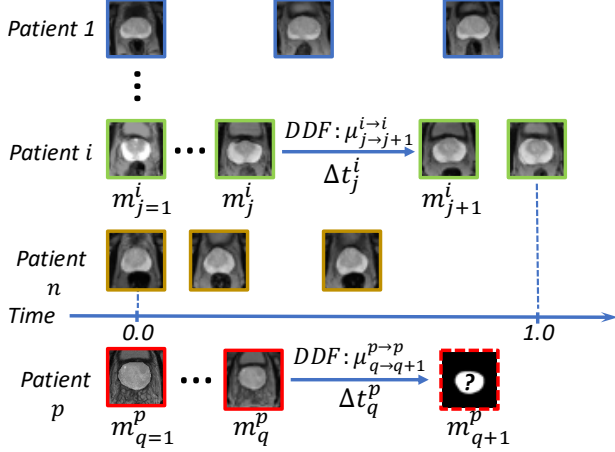 Patient 1
⋮
Patient i
...
DDF: μ^{i→i}_{j→j+1}
Δt^i_j
m^i_{j=1}
m^i_j
m^i_{j+1}
Patient
n
Time
0.0
1.0
Patient
p
...
DDF: μ^{p→p}_{q→q+1}
Δt^p_q
?
m^p_{q=1}
m^p_q
m^p_{q+1}